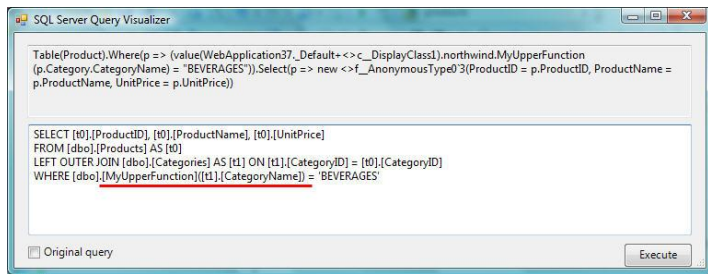 SQL Server Query Visualizer
Table(Product).Where(p => (value(WebApplication37._Default+<>c__DisplayClass1).northwind.MyUpperFunction
(p.Category.CategoryName) = "BEVERAGES")).Select(p => new <>f__AnonymousType0`3(ProductID = p.ProductID, ProductName =
p.ProductName, UnitPrice = p.UnitPrice))
SELECT [t0].[ProductID], [t0].[ProductName], [t0].[UnitPrice]
FROM [dbo].[Products] AS [t0]
LEFT OUTER JOIN [dbo].[Categories] AS [t1] ON [t1].[CategoryID] = [t0].[CategoryID]
WHERE [dbo].[MyUpperFunction]([t1].[CategoryName]) = 'BEVERAGES'
Original query
Execute